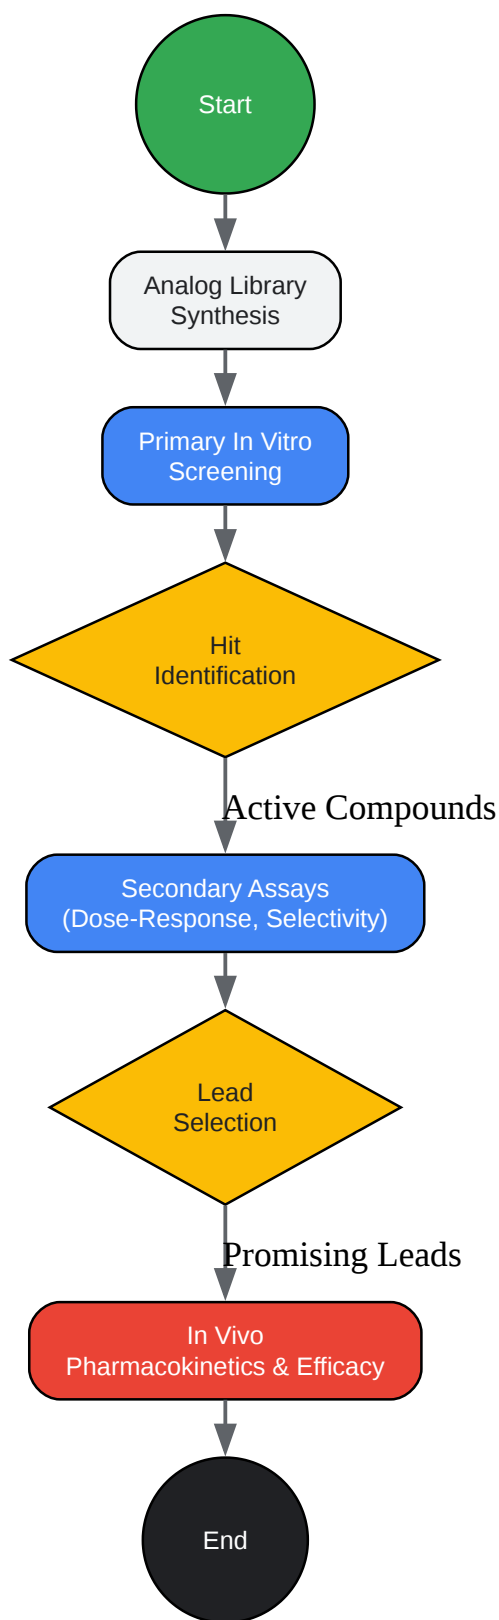 Start
Analog Library
Synthesis
Primary In Vitro
Screening
Hit
Identification
Active Compounds
Secondary Assays
(Dose-Response, Selectivity)
Lead
Selection
Promising Leads
In Vivo
Pharmacokinetics & Efficacy
End